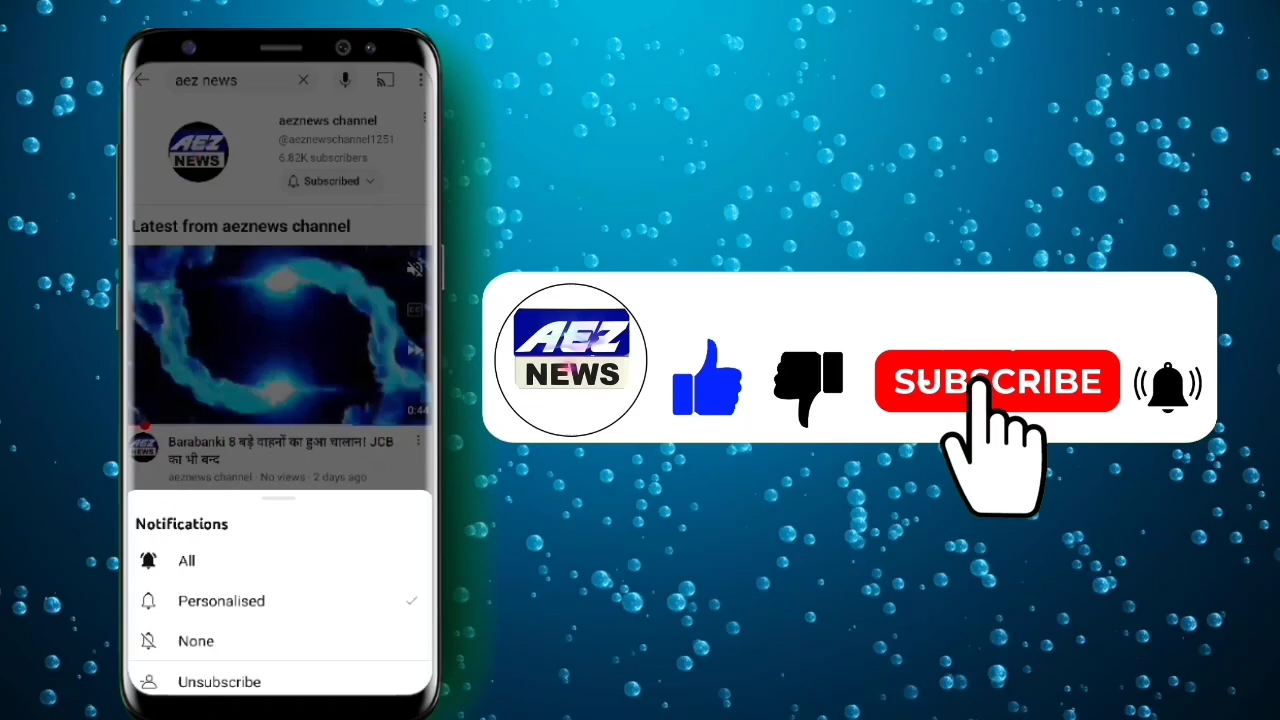 aez news
aeznews channel
@aeznewschannel1251
6.82K subscribers
Subscribed
Latest from aeznews channel
CC
0:44
Barabanki 8 बड़े वाहनों का हुआ चालान! JCB
का भी बन्द
aeznews channel · No views · 2 days ago
Notifications
All
Personalised
None
Unsubscribe
AEZ
NEWS
AEZ
NEWS
SUBSCRIBE